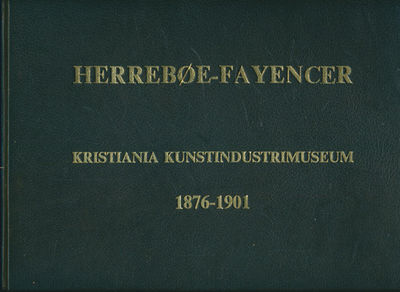 HERREBØE-FAYENCER
KRISTIANIA KUNSTINDUSTRIMUSEUM
1876-1901